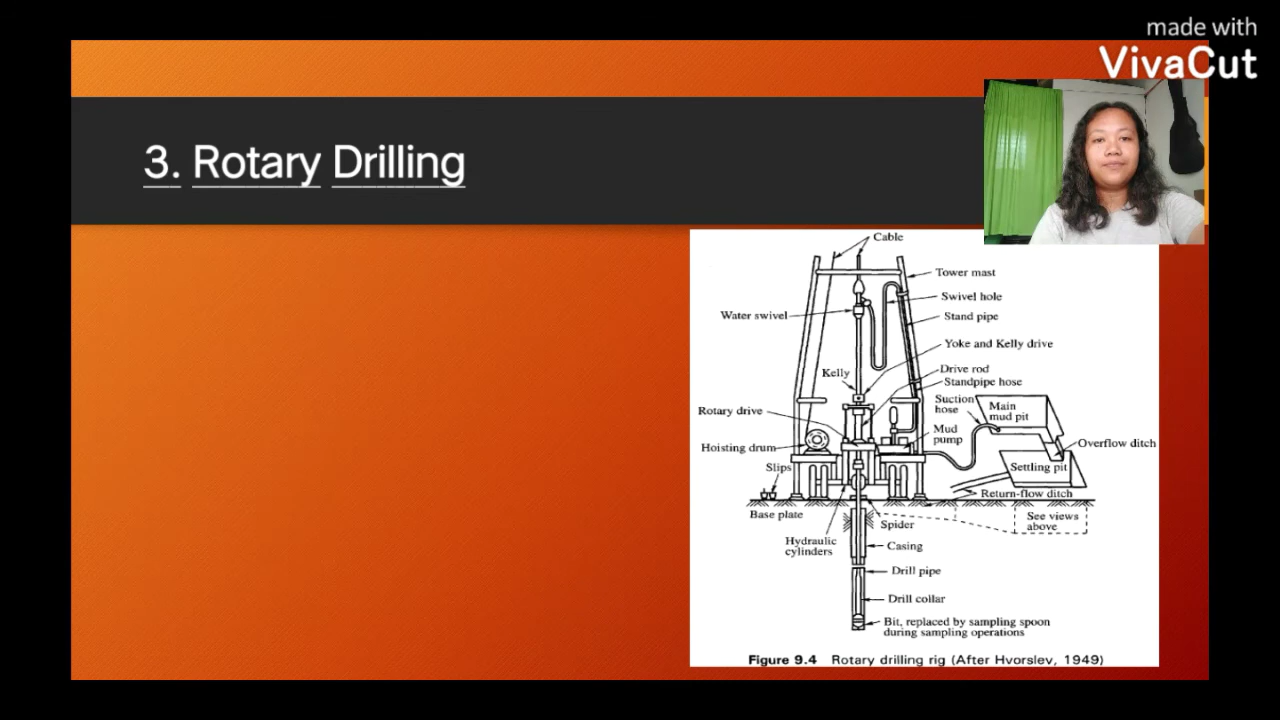 made with
VivaCut
3. Rotary Drilling
Cable
Tower mast
Swivel hole
Water swivel
Stand pipe
Yoke and Kelly drive
Kelly
Drive rod
Standpipe hose
Suction
hose
Main
mud pit
Rotary drive
Mud
pump
Hoisting drum
Overflow ditch
Slips
Settling pit
Return-flow ditch
Base plate
Spider
See views
above
Hydraulic
cylinders
Casing
Drill pipe
Drill collar
Bit, replaced by sampling spoon
during sampling operations
Figure 9.4 Rotary drilling rig (After Hvorslev, 1949)